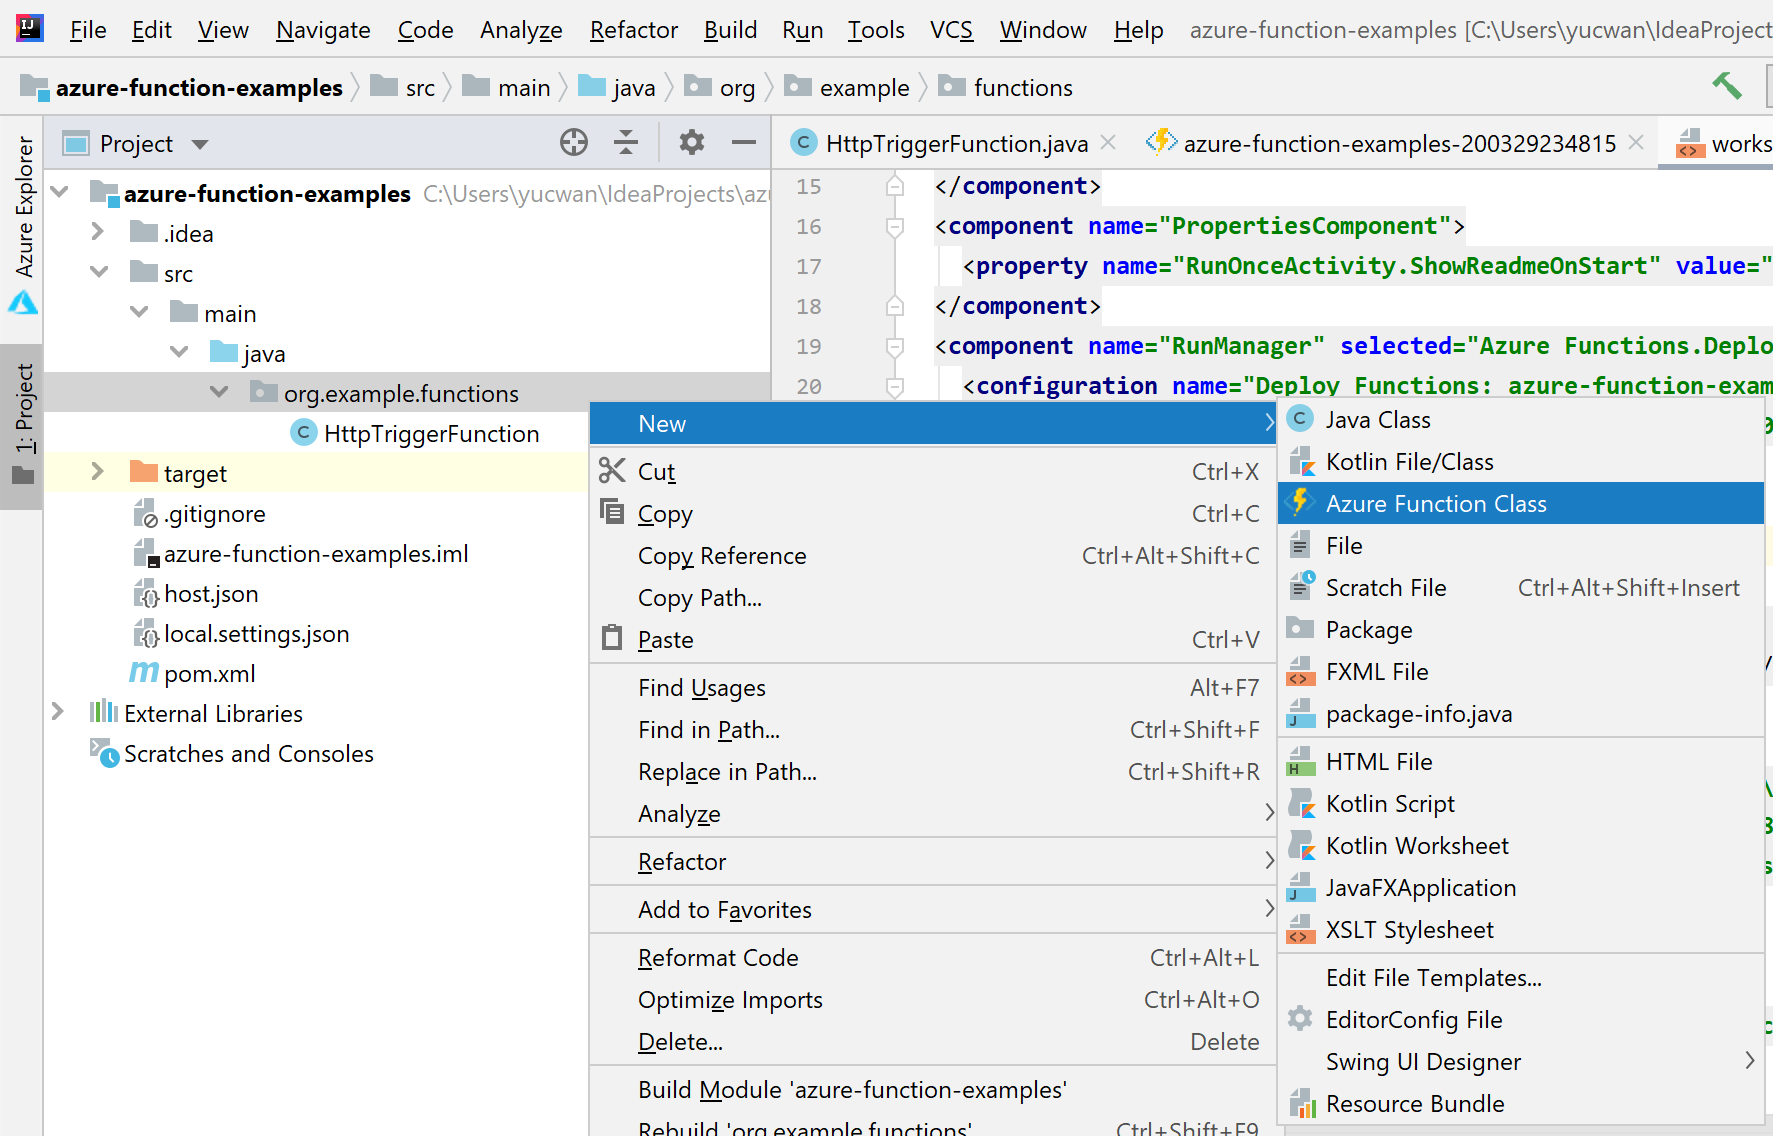 File Edit View Navigate Code Analyze Refactor Build Run Tools VCS Window Help azure-function-examples [C:\Users\yucwan\IdeaProject
azure-function-examples src main java org example functions
Azure Explorer
1: Project
Project
azure-function-examples C:\Users\yucwan\IdeaProjects\az
.idea
src
main
java
org.example.functions
HttpTriggerFunction
target
.gitignore
azure-function-examples.iml
host.json
local.settings.json
pom.xml
External Libraries
Scratches and Consoles
HttpTriggerFunction.java azure-function-examples-200329234815 works
15 </component>
16 <component name="PropertiesComponent">
17 <property name="RunOnceActivity.ShowReadmeOnStart" value="
18 </component>
19 <component name="RunManager" selected="Azure Functions.Deplo
20 <configuration name="Deploy Functions: azure-function-exam
New
Cut Ctrl+X
Copy Ctrl+C
Copy Reference Ctrl+Alt+Shift+C
Copy Path...
Paste Ctrl+V
Find Usages Alt+F7
Find in Path... Ctrl+Shift+F
Replace in Path... Ctrl+Shift+R
Analyze
Refactor
Add to Favorites
Reformat Code Ctrl+Alt+L
Optimize Imports Ctrl+Alt+O
Delete... Delete
Build Module 'azure-function-examples'
Rebuild 'org.example.functions' Ctrl+Shift+F9
Java Class
Kotlin File/Class
Azure Function Class
File
Scratch File Ctrl+Alt+Shift+Insert
Package
FXML File
package-info.java
HTML File
Kotlin Script
Kotlin Worksheet
JavaFXApplication
XSLT Stylesheet
Edit File Templates...
EditorConfig File
Swing UI Designer
Resource Bundle